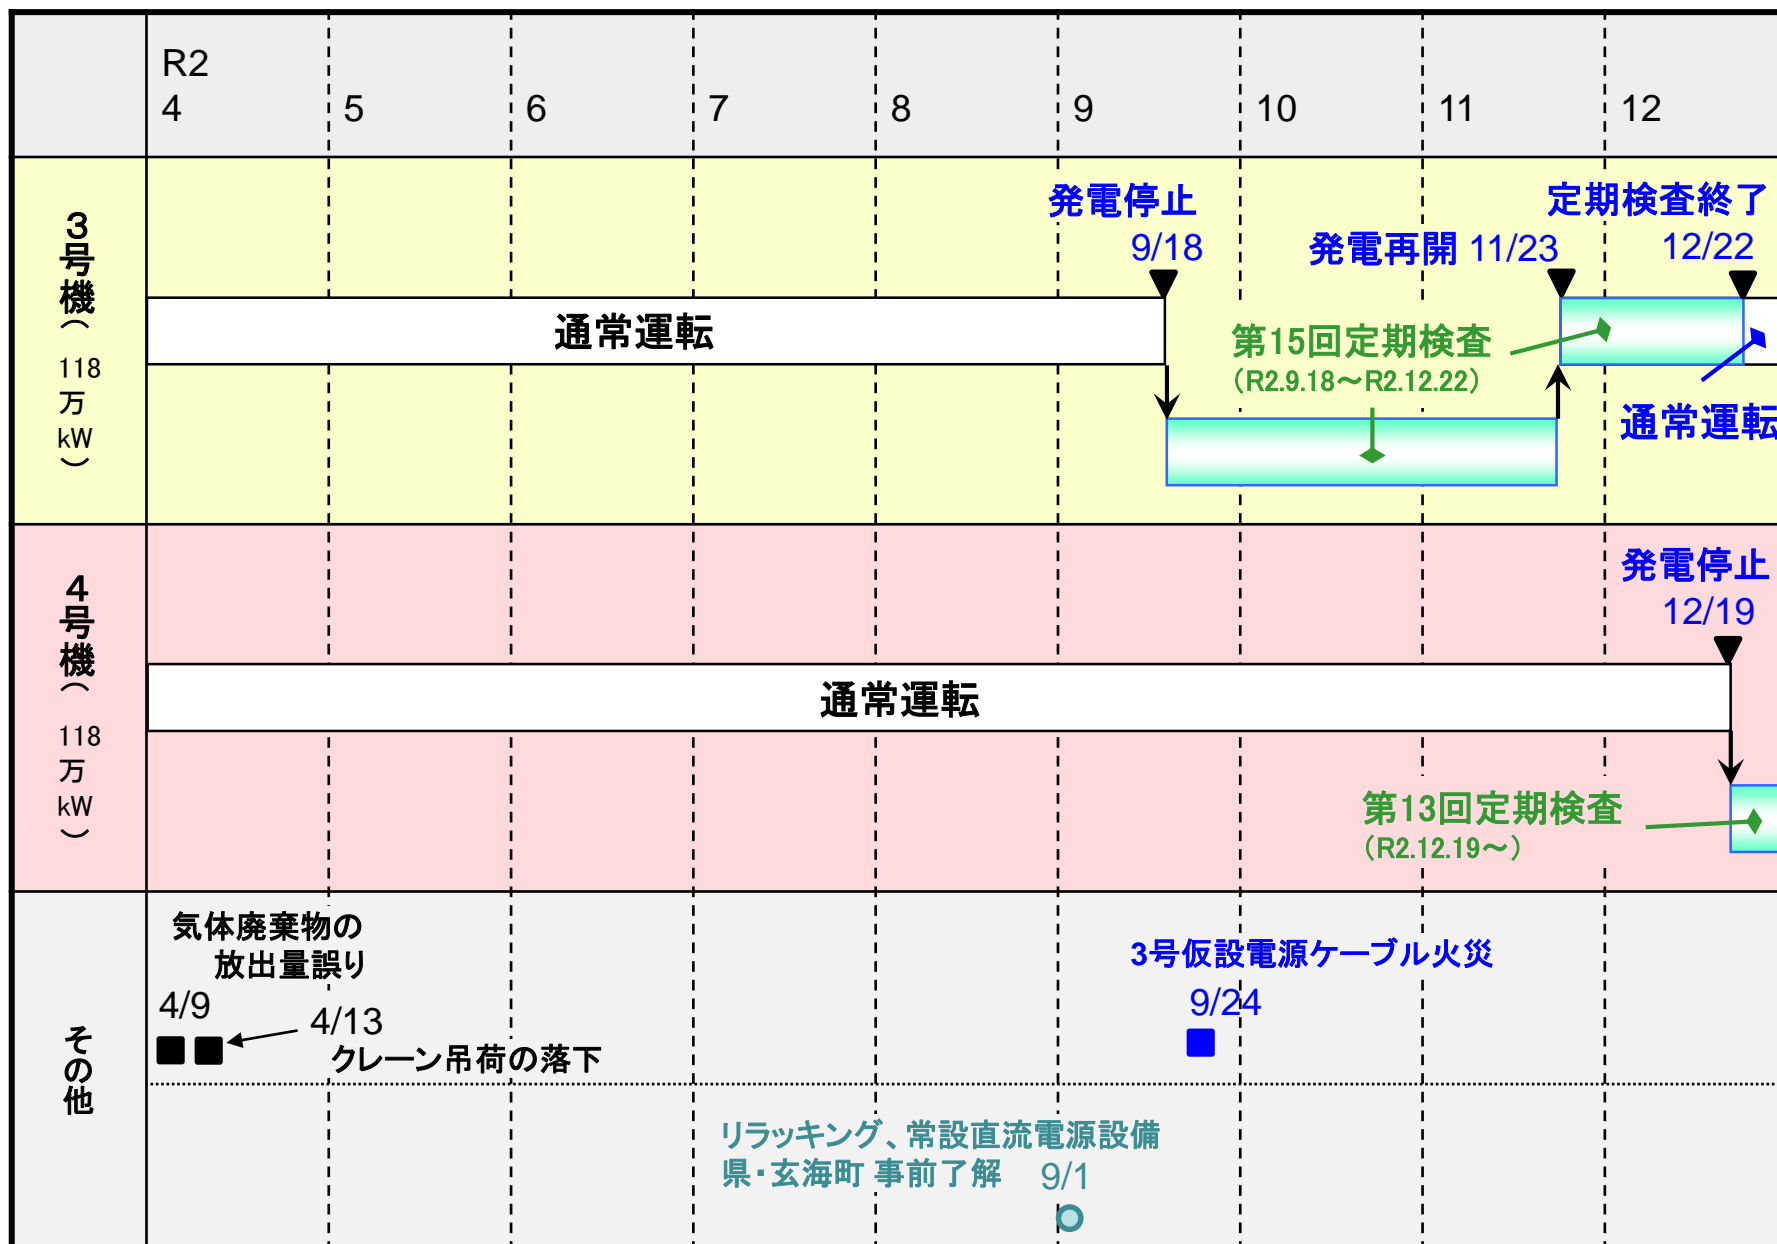 R2
4 5 6 7 8 9 10 11 12
3号機(118万kW)
発電停止
9/18
発電再開 11/23
定期検査終了
12/22
通常運転
第15回定期検査
(R2.9.18～R2.12.22)
通常運転
4号機(118万kW)
発電停止
12/19
通常運転
第13回定期検査
(R2.12.19～)
その他
気体廃棄物の
放出量誤り
4/9
4/13
クレーン吊荷の落下
3号仮設電源ケーブル火災
9/24
リラッキング、常設直流電源設備
県・玄海町 事前了解 9/1